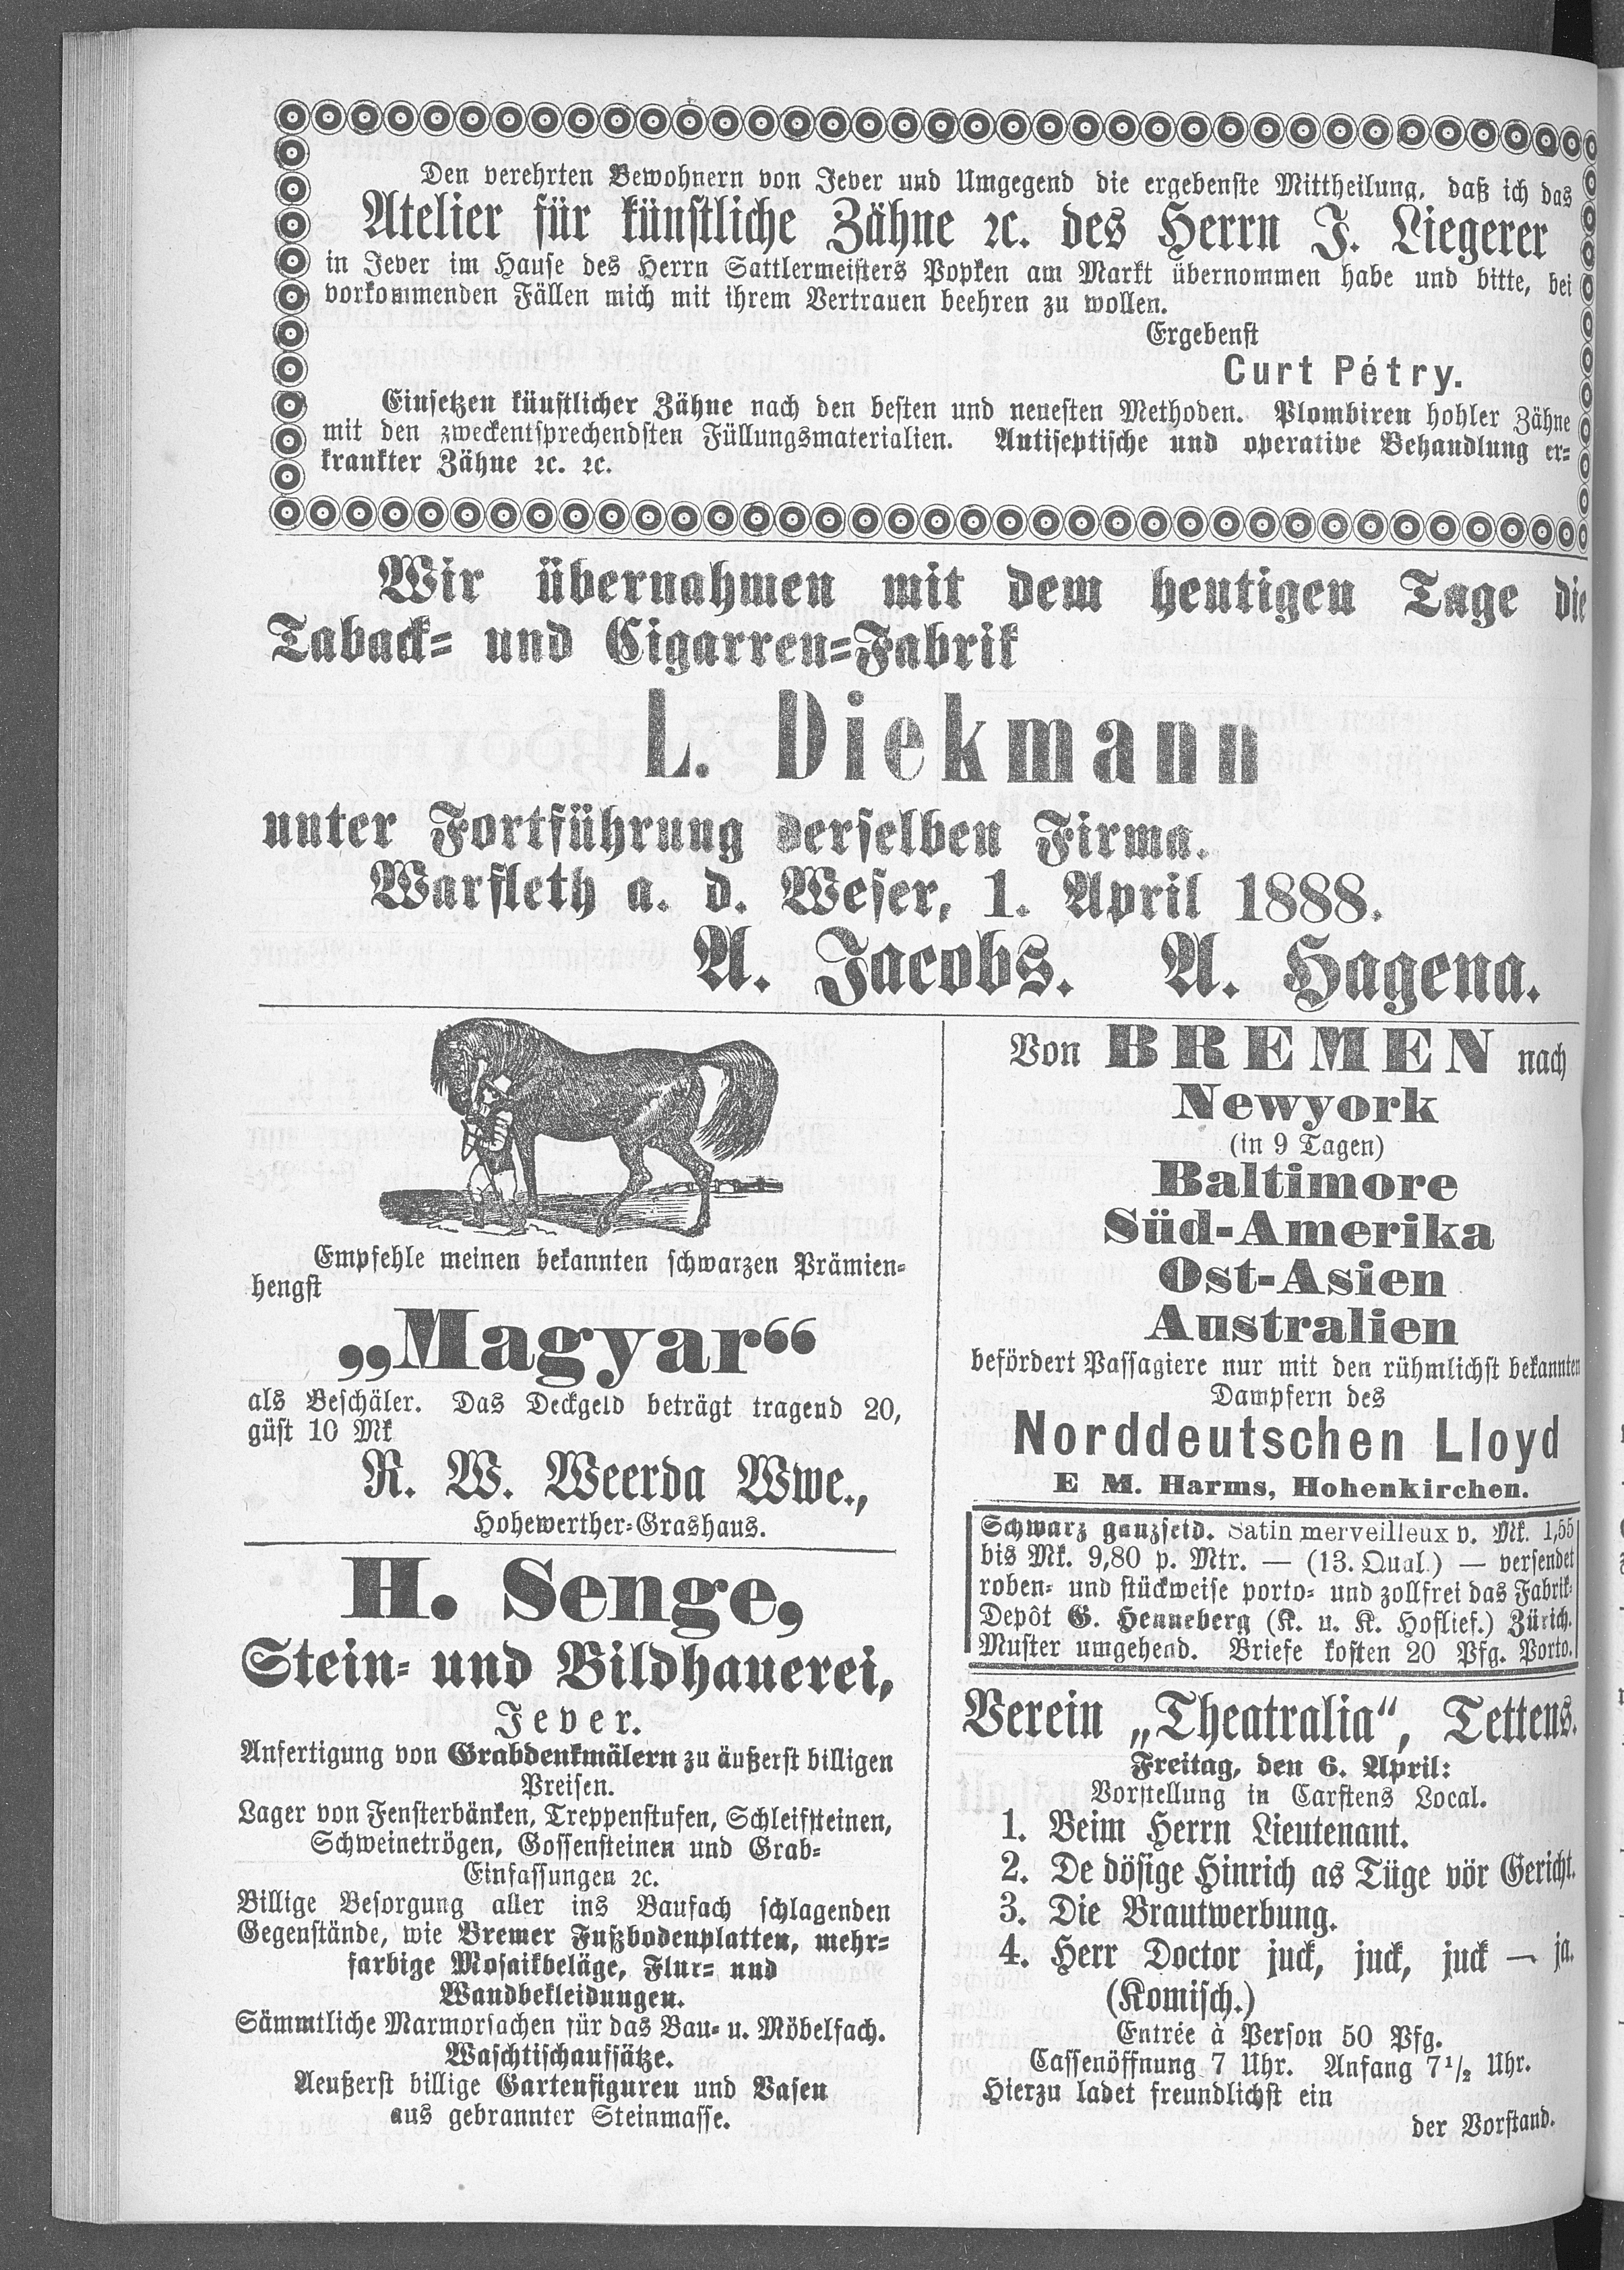 Den verehrten Bewohnern von Jever und Umgegend die ergebenste Mittheilung, daß ich das
Atelier für künstliche Zähne ꝛc. des Herrn J. Liegerer
in Jever im Hause des Herrn Sattlermeisters Popken am Markt übernommen habe und bitte, bei
vorkommenden Fällen mich mit ihrem Vertrauen beehren zu wollen.
Ergebenst
Curt Pétry.
Einsetzen künstlicher Zähne nach den besten und neuesten Methoden. Plombiren hohler Zähne
mit den zweckentsprechendsten Füllungsmaterialien. Antiseptische und operative Behandlung er-
krankter Zähne ꝛc. ꝛc.
Wir übernahmen mit dem heutigen Tage die
Taback- und Cigarren-Fabrik
L. Diekmann
unter Fortführung derselben Firma.
Warfleth a. d. Weser, 1. April 1888.
A. Jacobs. A. Hagena.
Empfehle meinen bekannten schwarzen Prämien-
hengst
„Magyar“
als Beschäler. Das Deckgeld beträgt tragend 20,
güst 10 Mk
R. W. Weerda Wwe.,
Hohewerther-Grashaus.
H. Senge,
Stein- und Bildhauerei,
Jever.
Anfertigung von Grabdenkmälern zu äußerst billigen
Preisen.
Lager von Fensterbänken, Treppenstufen, Schleifsteinen,
Schweinetrögen, Gossensteinen und Grab-
Einfassungen ꝛc.
Billige Besorgung aller ins Baufach schlagenden
Gegenstände, wie Bremer Fußbodenplatten, mehr-
farbige Mosaikbeläge, Flur- und
Wandbekleidungen.
Sämmtliche Marmorsachen für das Bau- u. Möbelfach.
Waschtischaufsätze.
Aeußerst billige Gartenfiguren und Vasen
aus gebrannter Steinmasse.
Von BREMEN nach
Newyork
(in 9 Tagen)
Baltimore
Süd-Amerika
Ost-Asien
Australien
befördert Passagiere nur mit den rühmlichst bekannten
Dampfern des
Norddeutschen Lloyd
E M. Harms, Hohenkirchen.
Schwarz ganzseid. Satin merveilleux v. Mk. 1,55
bis Mk. 9,80 p. Mtr. — (13. Qual.) — versendet
roben- und stückweise porto- und zollfrei das Fabrik-
Depôt G. Henneberg (K. u. K. Hoflief.) Zürich.
Muster umgehend. Briefe kosten 20 Pfg. Porto.
Verein „Theatralia“, Tettens.
Freitag, den 6. April:
Vorstellung in Carstens Local.
1. Beim Herrn Lieutenant.
2. De dösige Hinrich as Tüge vör Gericht.
3. Die Brautwerbung.
4. Herr Doctor juck, juck, juck — ja.
(Komisch.)
Entrée à Person 50 Pfg.
Cassenöffnung 7 Uhr. Anfang 7½ Uhr.
Hierzu ladet freundlichst ein
der Vorstand.